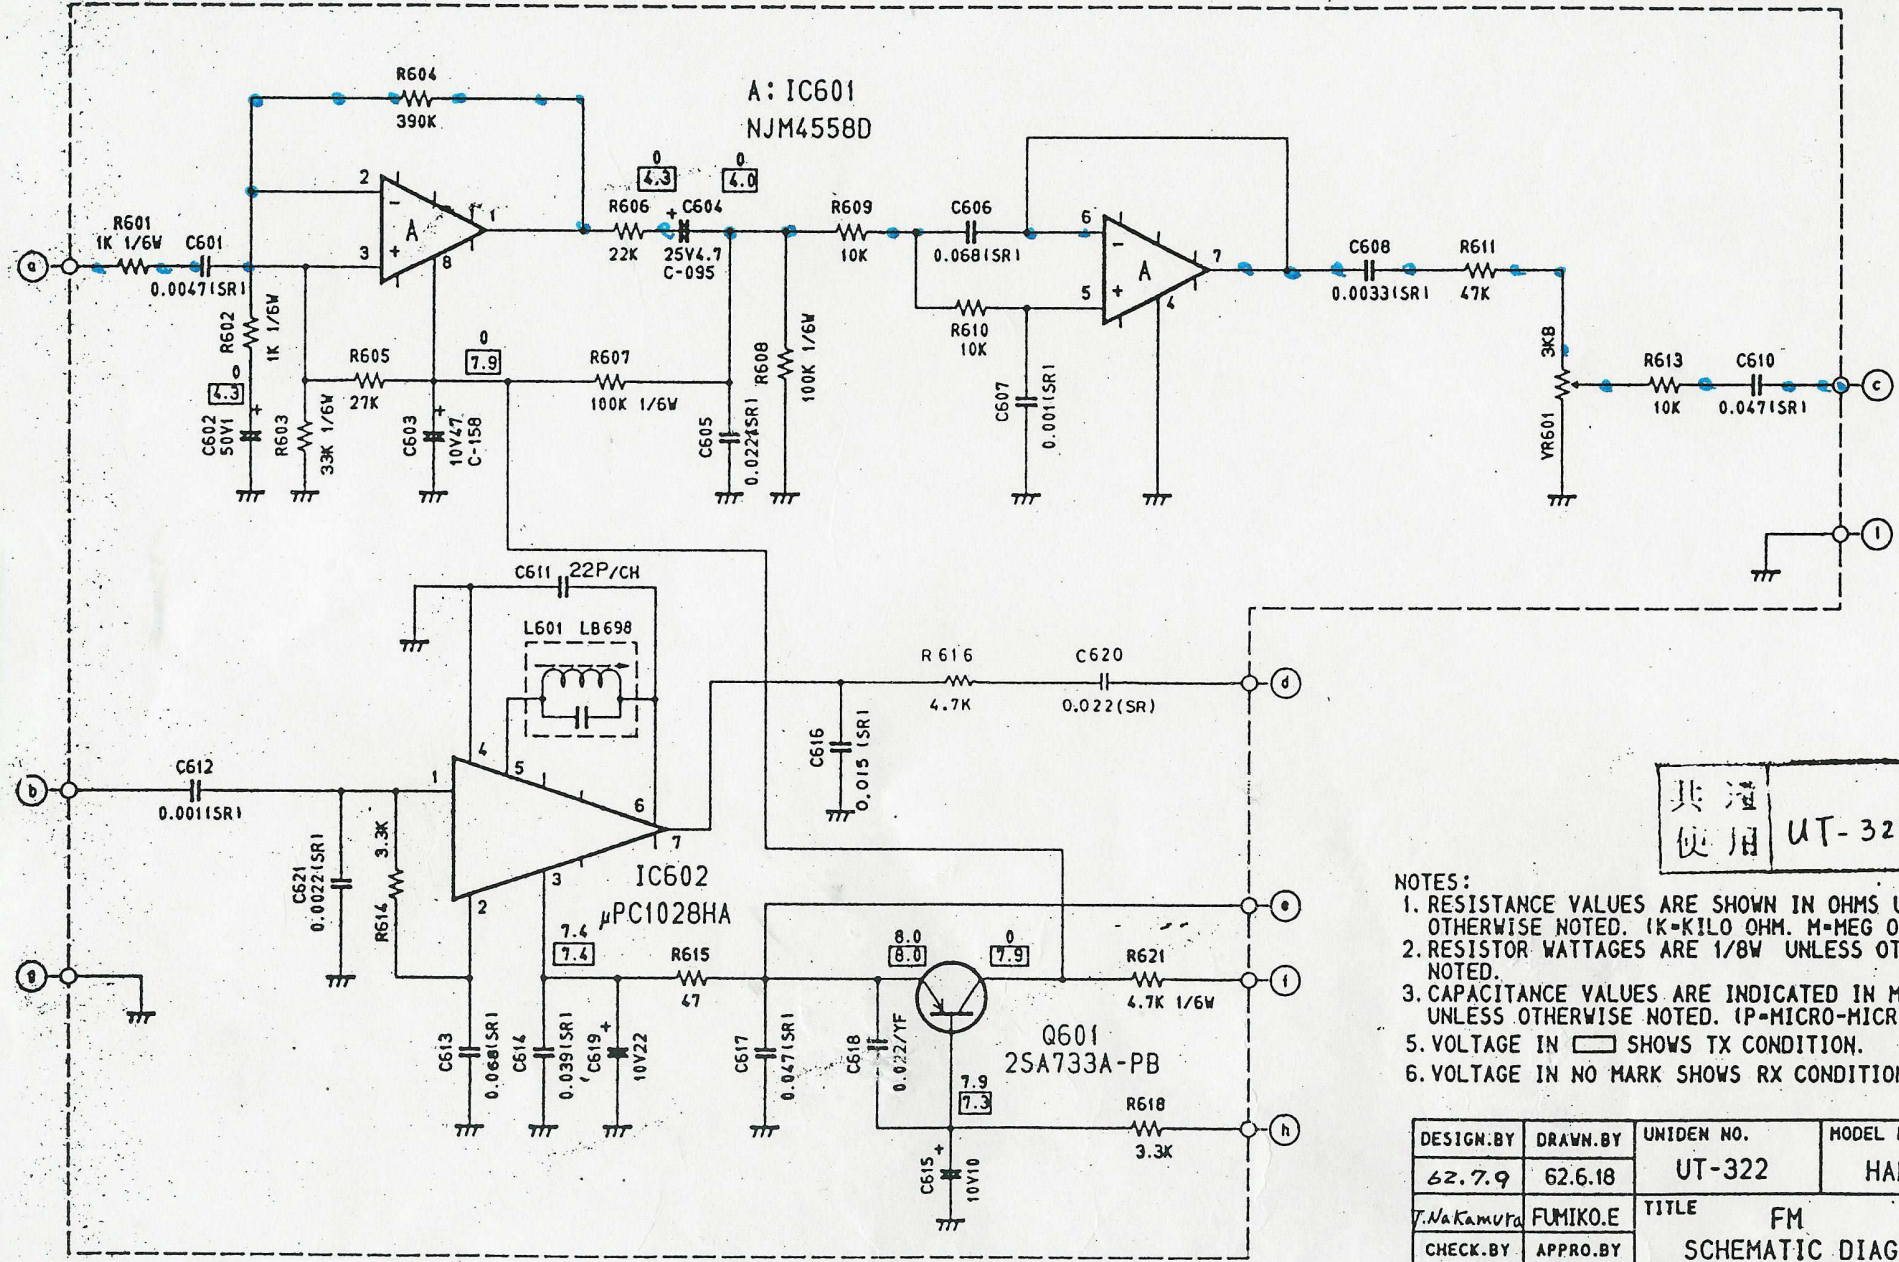 R604
390K
A: IC601
NJM4558D
0
4.3
0
4.0
2
−
3
+
A
1
8
R601
1K 1/6W
C601
0.0047(SR)
a
R606
22K
+
C604
25V4.7
C-095
R609
10K
C606
0.068(SR)
6
−
5
+
A
7
4
C608
0.0033(SR)
R611
47K
R602
1K 1/6W
0
4.3
+
C602
50V1
R603
33K 1/6W
R605
27K
0
7.9
+
C603
10V47
C-158
R607
100K 1/6W
C605
0.022(SR)
R608
100K 1/6W
R610
10K
C607
0.001(SR)
3KB
VR601
R613
10K
C610
0.047(SR)
c
C611 22P/CH
L601 LB698
R616
4.7K
C620
0.022(SR)
d
C616
0.015(SR)
b
C612
0.001(SR)
C621
0.0022(SR)
3.3K
R614
1
4
5
6
7
3
2
IC602
μPC1028HA
7.4
7.4
R615
47
e
g
C613
0.068(SR)
C614
0.039(SR)
+
C619
10V22
C617
0.047(SR)
C618
0.022/YF
8.0
8.0
0
7.9
R621
4.7K 1/6W
Q601
2SA733A-PB
7.9
7.3
+
C615
10V10
R618
3.3K
h
共通
使用
UT-32
NOTES:
1. RESISTANCE VALUES ARE SHOWN IN OHMS U
OTHERWISE NOTED. (K=KILO OHM. M=MEG O
2. RESISTOR WATTAGES ARE 1/8W UNLESS OT
NOTED.
3. CAPACITANCE VALUES ARE INDICATED IN M
UNLESS OTHERWISE NOTED. (P=MICRO-MICR
5. VOLTAGE IN SHOWS TX CONDITION.
6. VOLTAGE IN NO MARK SHOWS RX CONDITION
DESIGN.BY
DRAWN.BY
UNIDEN NO.
MODEL
62.7.9
62.6.18
UT-322
HA
T.Nakamura
FUMIKO.E
TITLE
FM
CHECK.BY
APPRO.BY
SCHEMATIC DIAG